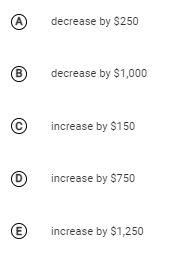 A decrease by $250
B decrease by $1,000
C increase by $150
D increase by $750
E increase by $1,250